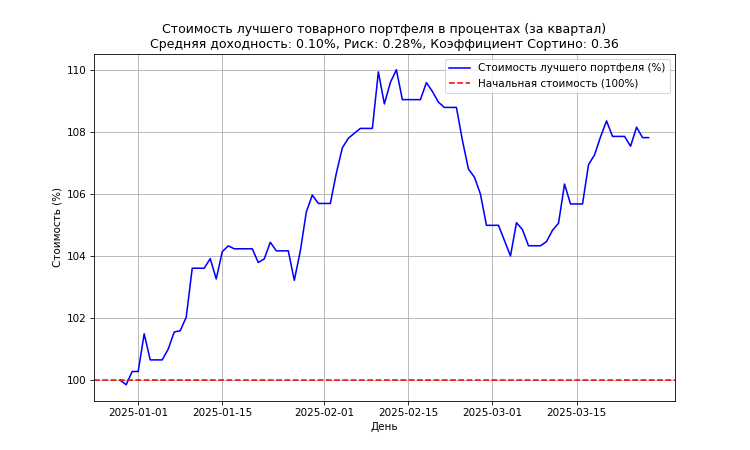 Стоимость лучшего товарного портфеля в процентах (за квартал)
Средняя доходность: 0.10%, Риск: 0.28%, Коэффициент Сортино: 0.36
Стоимость лучшего портфеля (%)
Начальная стоимость (100%)
Стоимость (%)
110
108
106
104
102
100
2025-01-01 2025-01-15 2025-02-01 2025-02-15 2025-03-01 2025-03-15
День